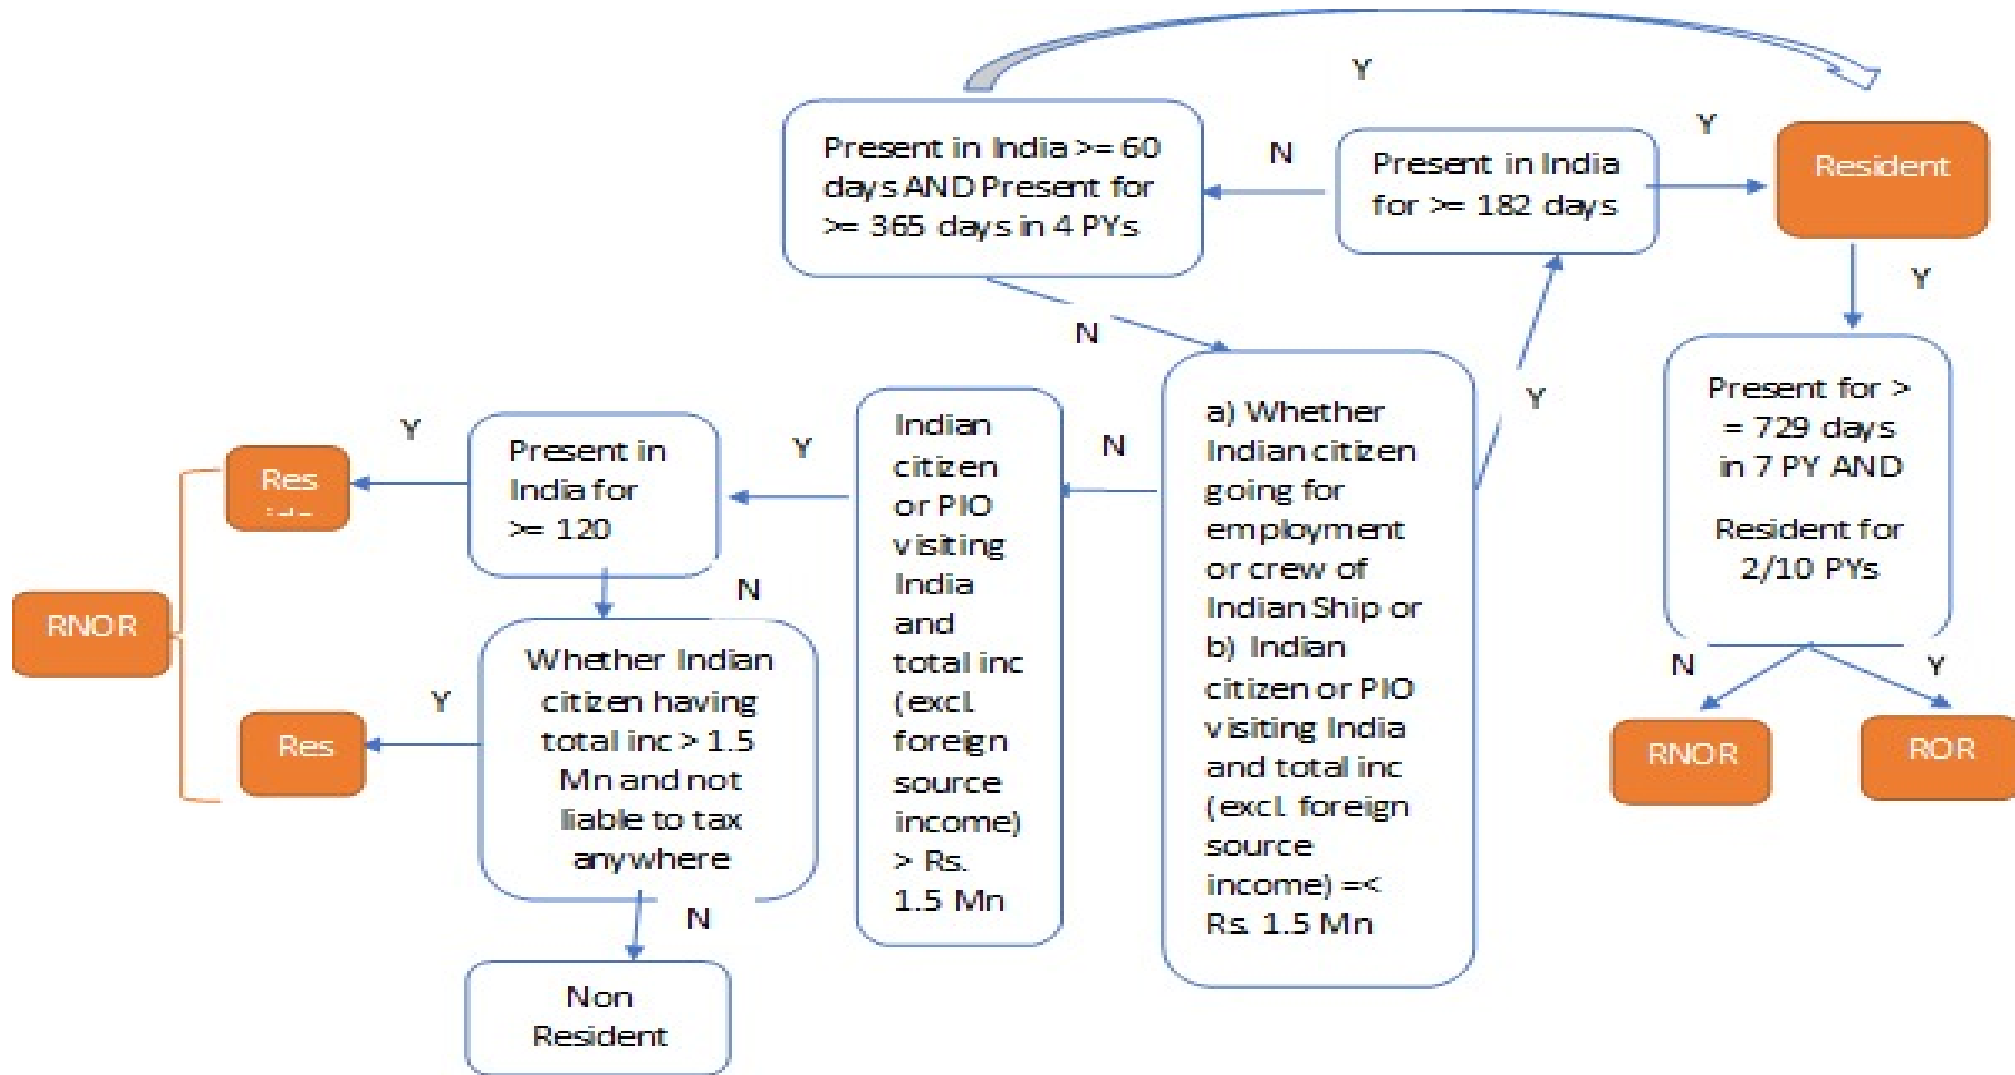 Y
Present in India >= 60
days AND Present for
>= 365 days in 4 PYs
N
Present in India
for >= 182 days
Y
Resident
N
Y
Y
a) Whether
Indian citizen
going for
employment
or crew of
Indian Ship or
b) Indian
citizen or PIO
visiting India
and total inc
(excl. foreign
source
income) =<
Rs. 1.5 Mn
N
Indian
citizen
or PIO
visiting
India
and
total inc
(excl.
foreign
source
income)
> Rs.
1.5 Mn
Y
Present in
India for
>= 120
Y
Res
N
RNOR
Whether Indian
citizen having
total inc > 1.5
Mn and not
liable to tax
anywhere
Y
Res
N
Non
Resident
Present for >
= 729 days
in 7 PY AND
Resident for
2/10 PYs
N
Y
RNOR
ROR